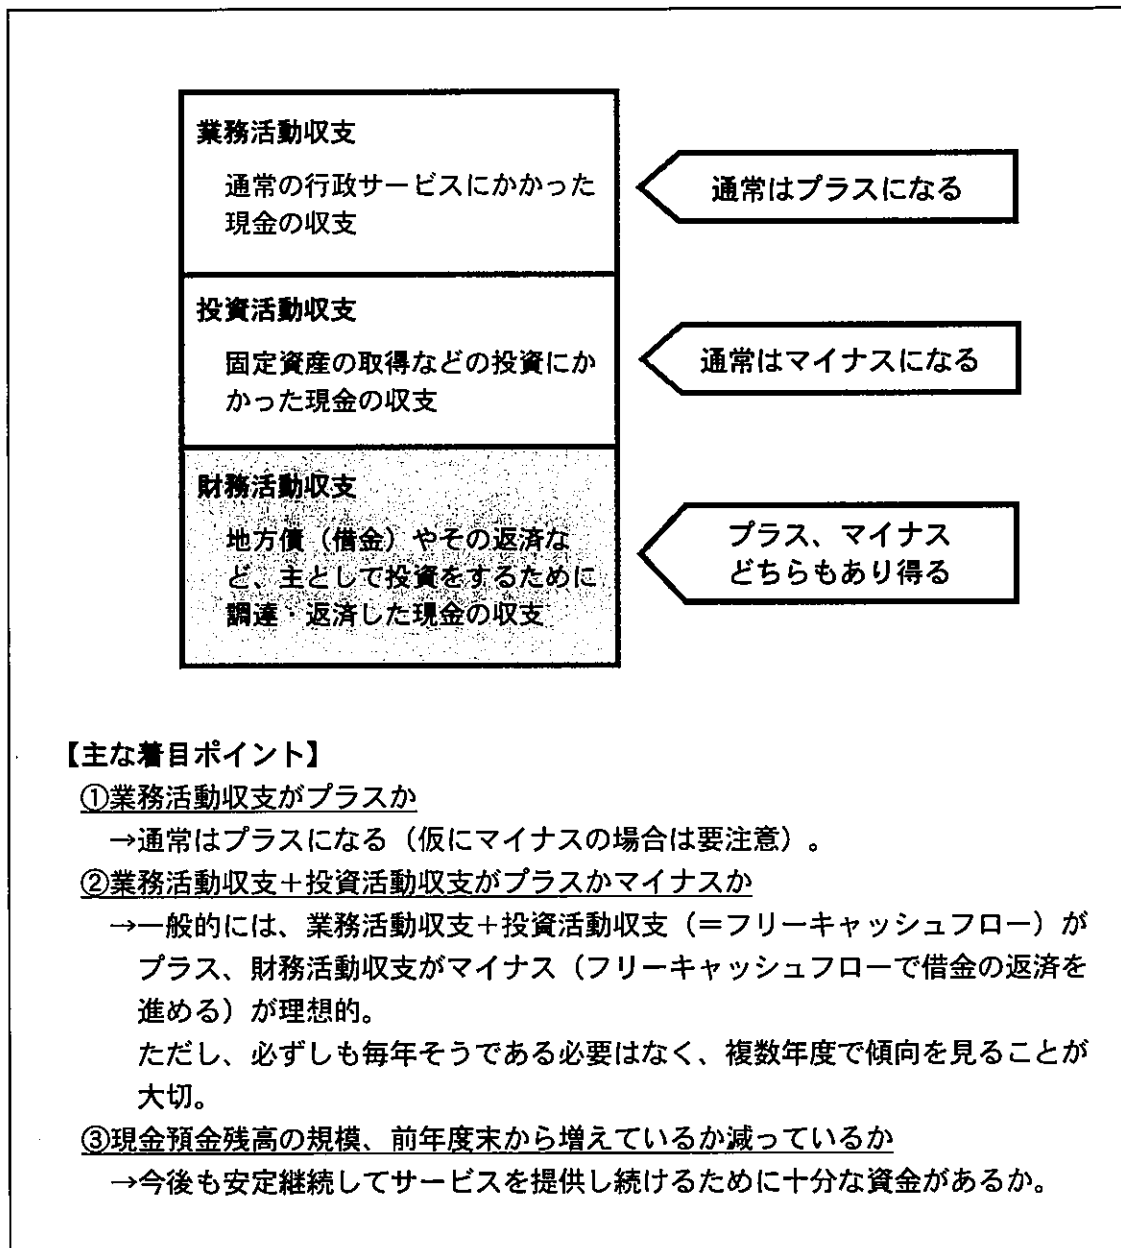 業務活動収支
通常の行政サービスにかかった
現金の収支
通常はプラスになる
投資活動収支
固定資産の取得などの投資にか
かった現金の収支
通常はマイナスになる
財務活動収支
地方債（借金）やその返済な
ど、主として投資をするために
調達・返済した現金の収支
プラス、マイナス
どちらもあり得る
【主な着目ポイント】
①業務活動収支がプラスか
→通常はプラスになる（仮にマイナスの場合は要注意）。
②業務活動収支＋投資活動収支がプラスかマイナスか
→一般的には、業務活動収支＋投資活動収支（＝フリーキャッシュフロー）が
プラス、財務活動収支がマイナス（フリーキャッシュフローで借金の返済を
進める）が理想的。
ただし、必ずしも毎年そうである必要はなく、複数年度で傾向を見ることが
大切。
③現金預金残高の規模、前年度末から増えているか減っているか
→今後も安定継続してサービスを提供し続けるために十分な資金があるか。